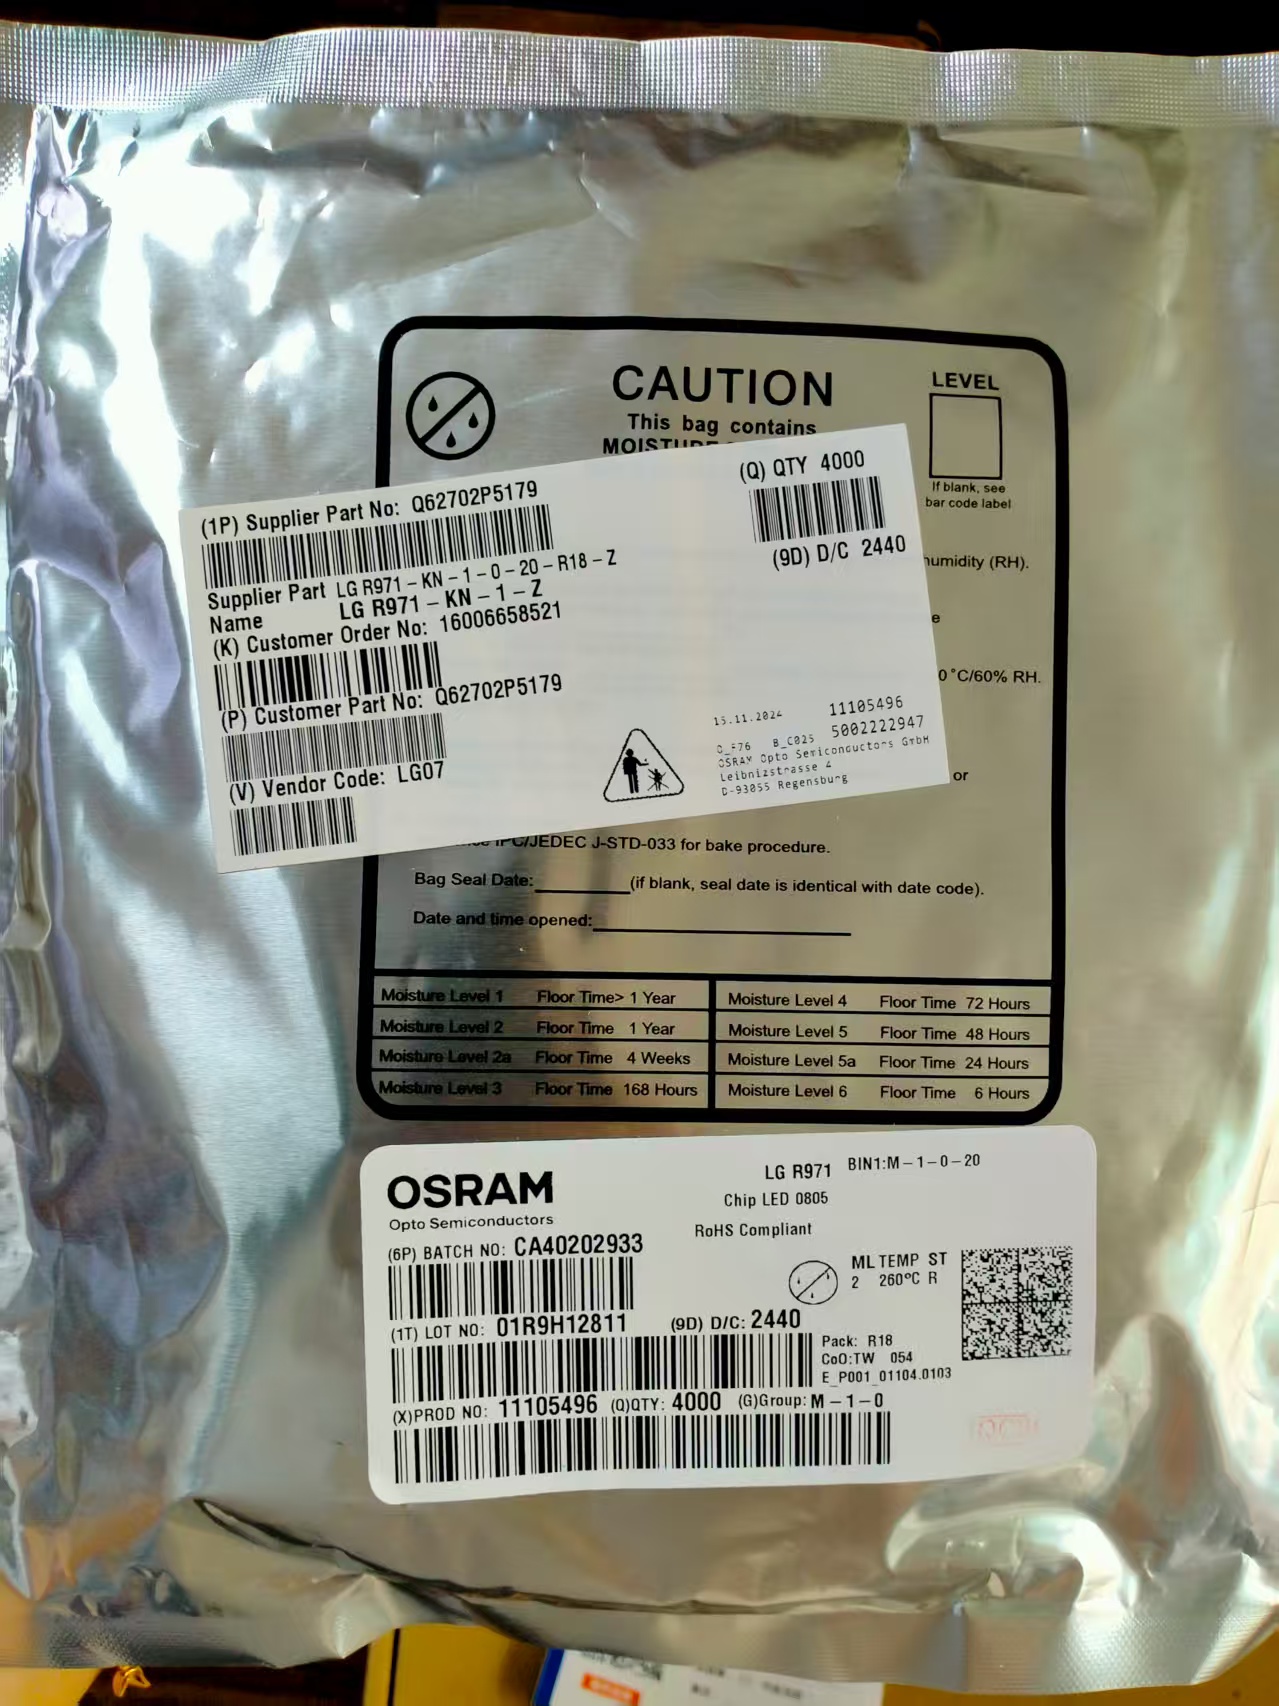 CAUTION
This bag contains
LEVEL
If blank, see
bar code label
(1P) Supplier Part No: Q62702P5179
(Q) QTY 4000
Supplier Part Name LG R971-KN-1-0-20-R18-Z
LG R971-KN-1-Z
(9D) D/C 2440
(K) Customer Order No: 16006658521
(P) Customer Part No: Q62702P5179
(V) Vendor Code: LG07
15.11.2024 11105496
5002222947
OSRAM Opto Semiconductors GmbH
Leibnizstrasse 4
D-93055 Regensburg
(RH).
0°C/60% RH.
or
IPC/JEDEC J-STD-033 for bake procedure.
Bag Seal Date: (if blank, seal date is identical with date code).
Date and time opened:
Moisture Level 1 Floor Time> 1 Year
Moisture Level 2 Floor Time 1 Year
Moisture Level 2a Floor Time 4 Weeks
Moisture Level 3 Floor Time 168 Hours
Moisture Level 4 Floor Time 72 Hours
Moisture Level 5 Floor Time 48 Hours
Moisture Level 5a Floor Time 24 Hours
Moisture Level 6 Floor Time 6 Hours
OSRAM
Opto Semiconductors
LG R971 BIN1:M-1-0-20
Chip LED 0805
RoHS Compliant
(6P) BATCH NO: CA40202933
ML TEMP ST
2 260°C R
(1T) LOT NO: 01R9H12811 (9D) D/C: 2440
Pack: R18
CoO:TW 054
E_P001_01104.0103
(X)PROD NO: 11105496 (Q)QTY: 4000 (G)Group: M-1-0